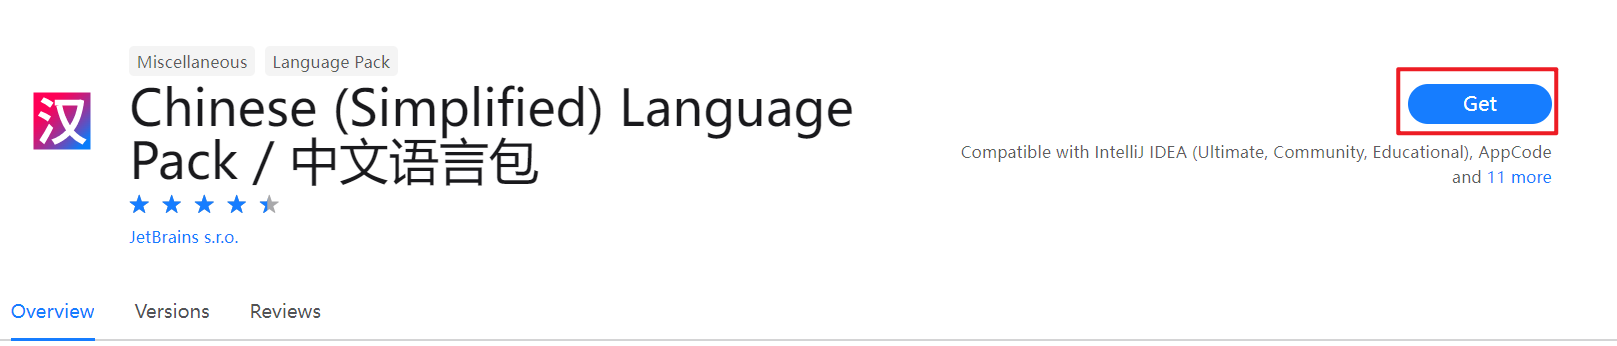 Miscellaneous Language Pack
汉
Chinese (Simplified) Language
Pack / 中文语言包
JetBrains s.r.o.
Get
Compatible with IntelliJ IDEA (Ultimate, Community, Educational), AppCode
and 11 more
Overview Versions Reviews